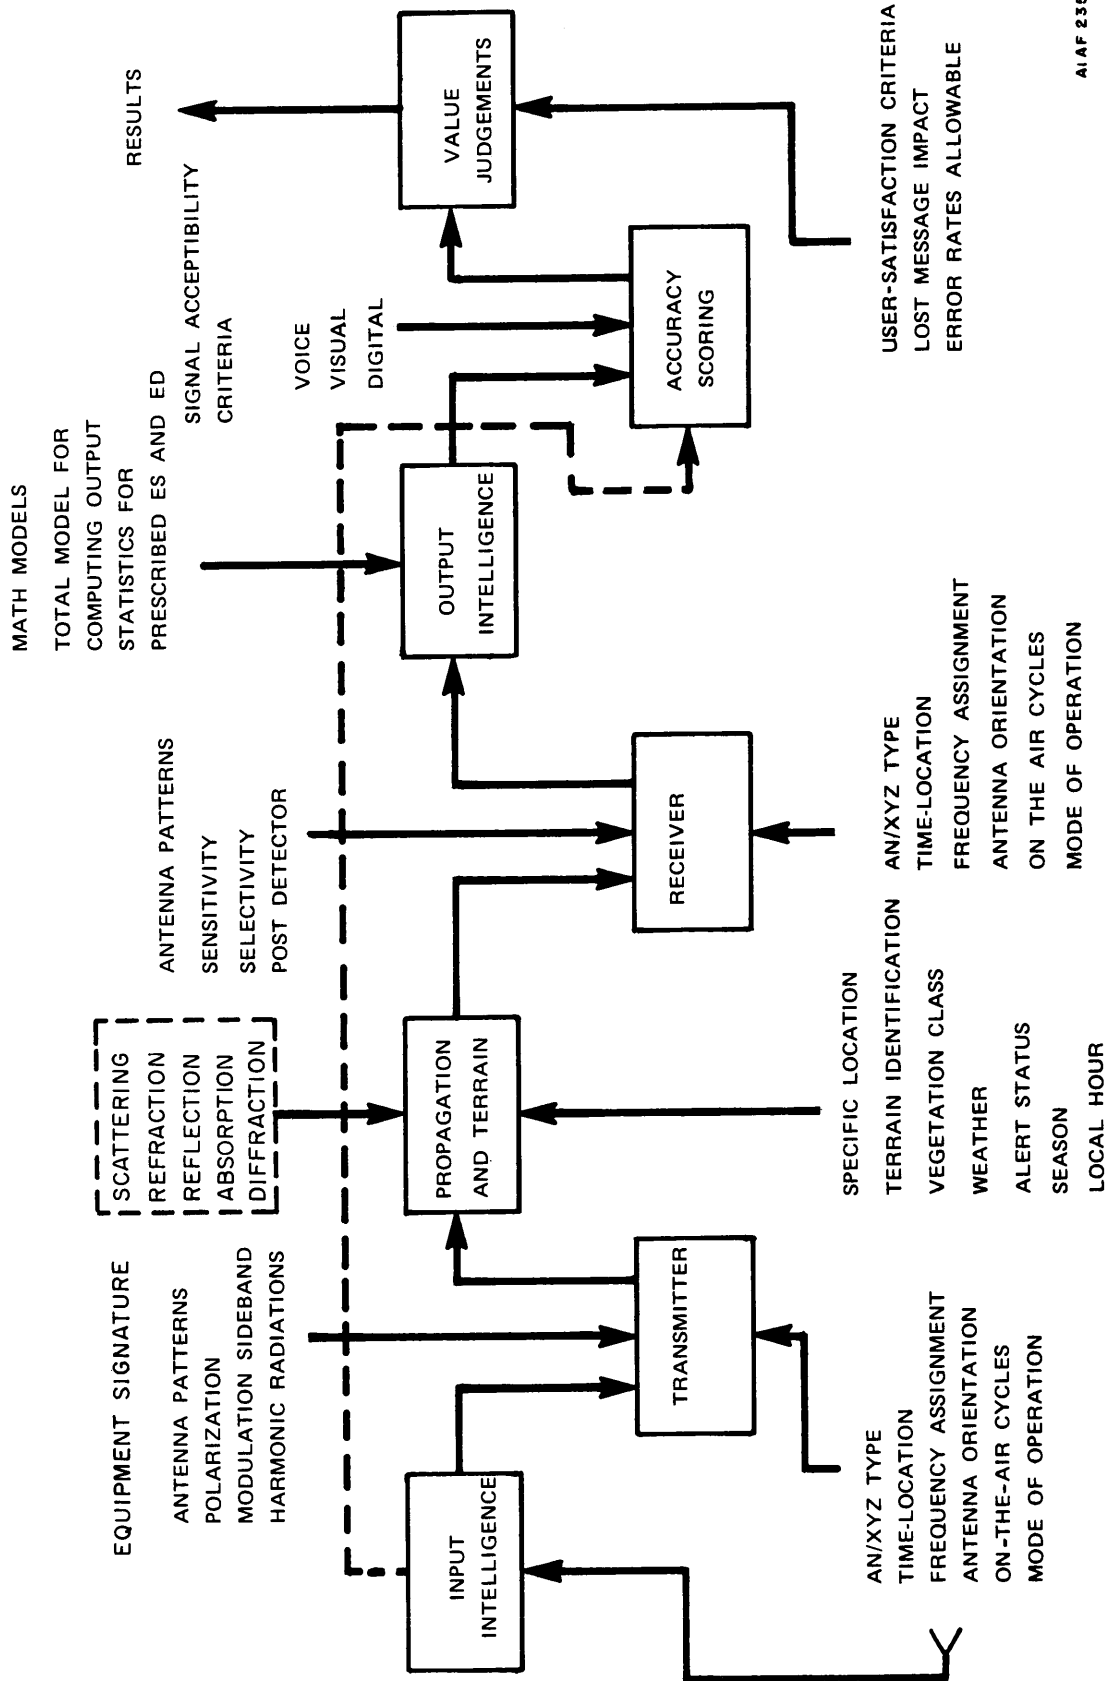 MATH MODELS
TOTAL MODEL FOR
COMPUTING OUTPUT
STATISTICS FOR
PRESCRIBED ES AND ED
EQUIPMENT SIGNATURE
ANTENNA PATTERNS
POLARIZATION
MODULATION SIDEBAND
HARMONIC RADIATIONS
SCATTERING
REFRACTION
REFLECTION
ABSORPTION
DIFFRACTION
ANTENNA PATTERNS
SENSITIVITY
SELECTIVITY
POST DETECTOR
SIGNAL ACCEPTIBILITY
CRITERIA
VOICE
VISUAL
DIGITAL
RESULTS
INPUT
INTELLIGENCE
TRANSMITTER
PROPAGATION
AND TERRAIN
RECEIVER
OUTPUT
INTELLIGENCE
ACCURACY
SCORING
VALUE
JUDGEMENTS
AN/XYZ TYPE
TIME-LOCATION
FREQUENCY ASSIGNMENT
ANTENNA ORIENTATION
ON-THE-AIR CYCLES
MODE OF OPERATION
SPECIFIC LOCATION
TERRAIN IDENTIFICATION
VEGETATION CLASS
WEATHER
ALERT STATUS
SEASON
LOCAL HOUR
AN/XYZ TYPE
TIME-LOCATION
FREQUENCY ASSIGNMENT
ANTENNA ORIENTATION
ON THE AIR CYCLES
MODE OF OPERATION
USER-SATISFACTION CRITERIA
LOST MESSAGE IMPACT
ERROR RATES ALLOWABLE
AF